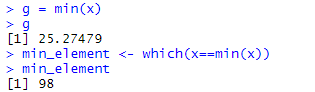 > g = min(x)
> g
[1] 25.27479
> min_element <- which(x==min(x))
> min_element
[1] 98